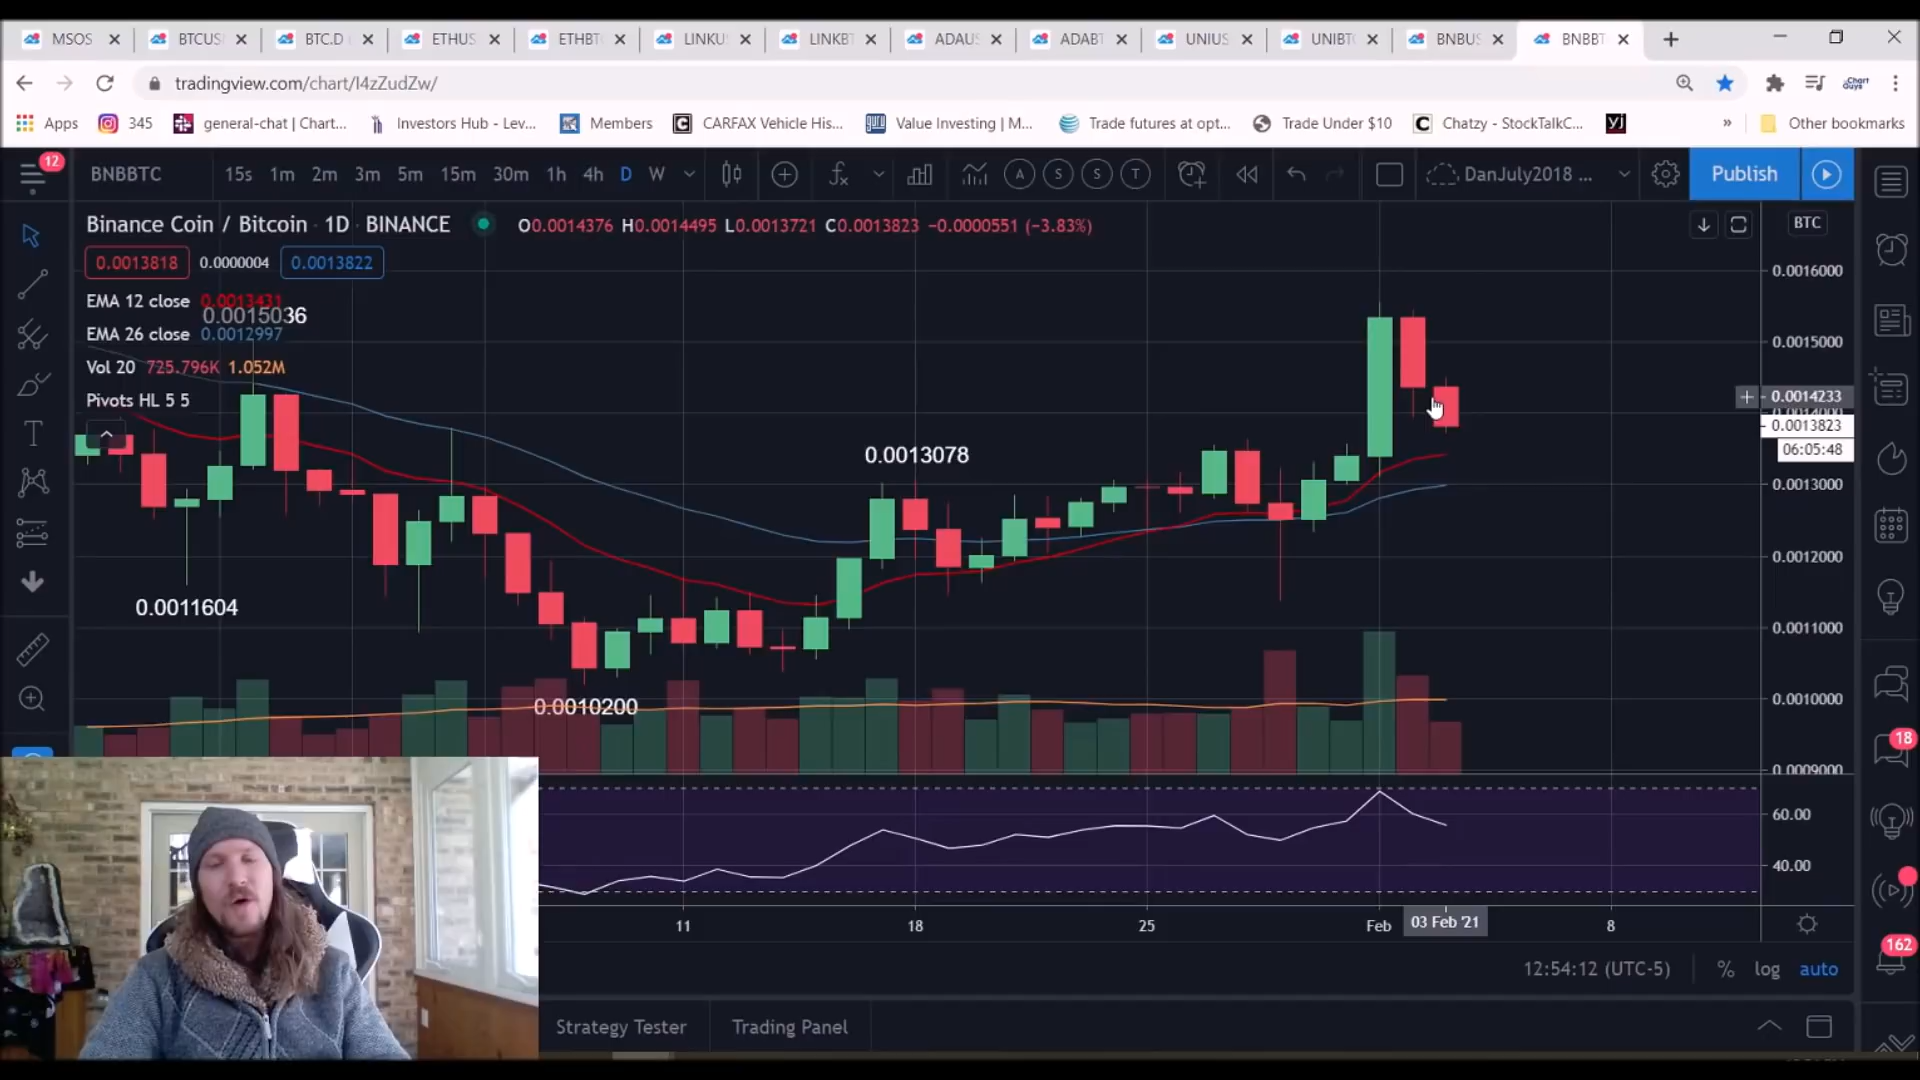 MSOS BTCUS BTC.D ETHUS ETHBT LINKU LINKB ADAUS ADABT UNIUS UNIBTC BNBUS BNBBT
tradingview.com/chart/I4zZudZw/
Apps 345 general-chat | Chart... Investors Hub - Lev... Members CARFAX Vehicle His... Value Investing | M... Trade futures at opt... Trade Under $10 Chatzy - StockTalkC... » Other bookmarks
12 BNBBTC 15s 1m 2m 3m 5m 15m 30m 1h 4h D W A S S T DanJuly2018 ... Publish
Binance Coin / Bitcoin · 1D · BINANCE O0.0014376 H0.0014495 L0.0013721 C0.0013823 −0.0000551 (−3.83%) BTC
0.0013818 0.0000004 0.0013822
0.0016000
EMA 12 close 0.0013431
0.0015036
EMA 26 close 0.0012997
0.0015000
Vol 20 725.796K 1.052M
Pivots HL 5 5
0.0014233
0.0013823
06:05:48
0.0013078
0.0013000
0.0012000
0.0011604
0.0011000
0.0010200
0.0010000
0.0009000
60.00
40.00
11 18 25 Feb 03 Feb '21 8
12:54:12 (UTC-5) % log auto
Strategy Tester Trading Panel
18
162